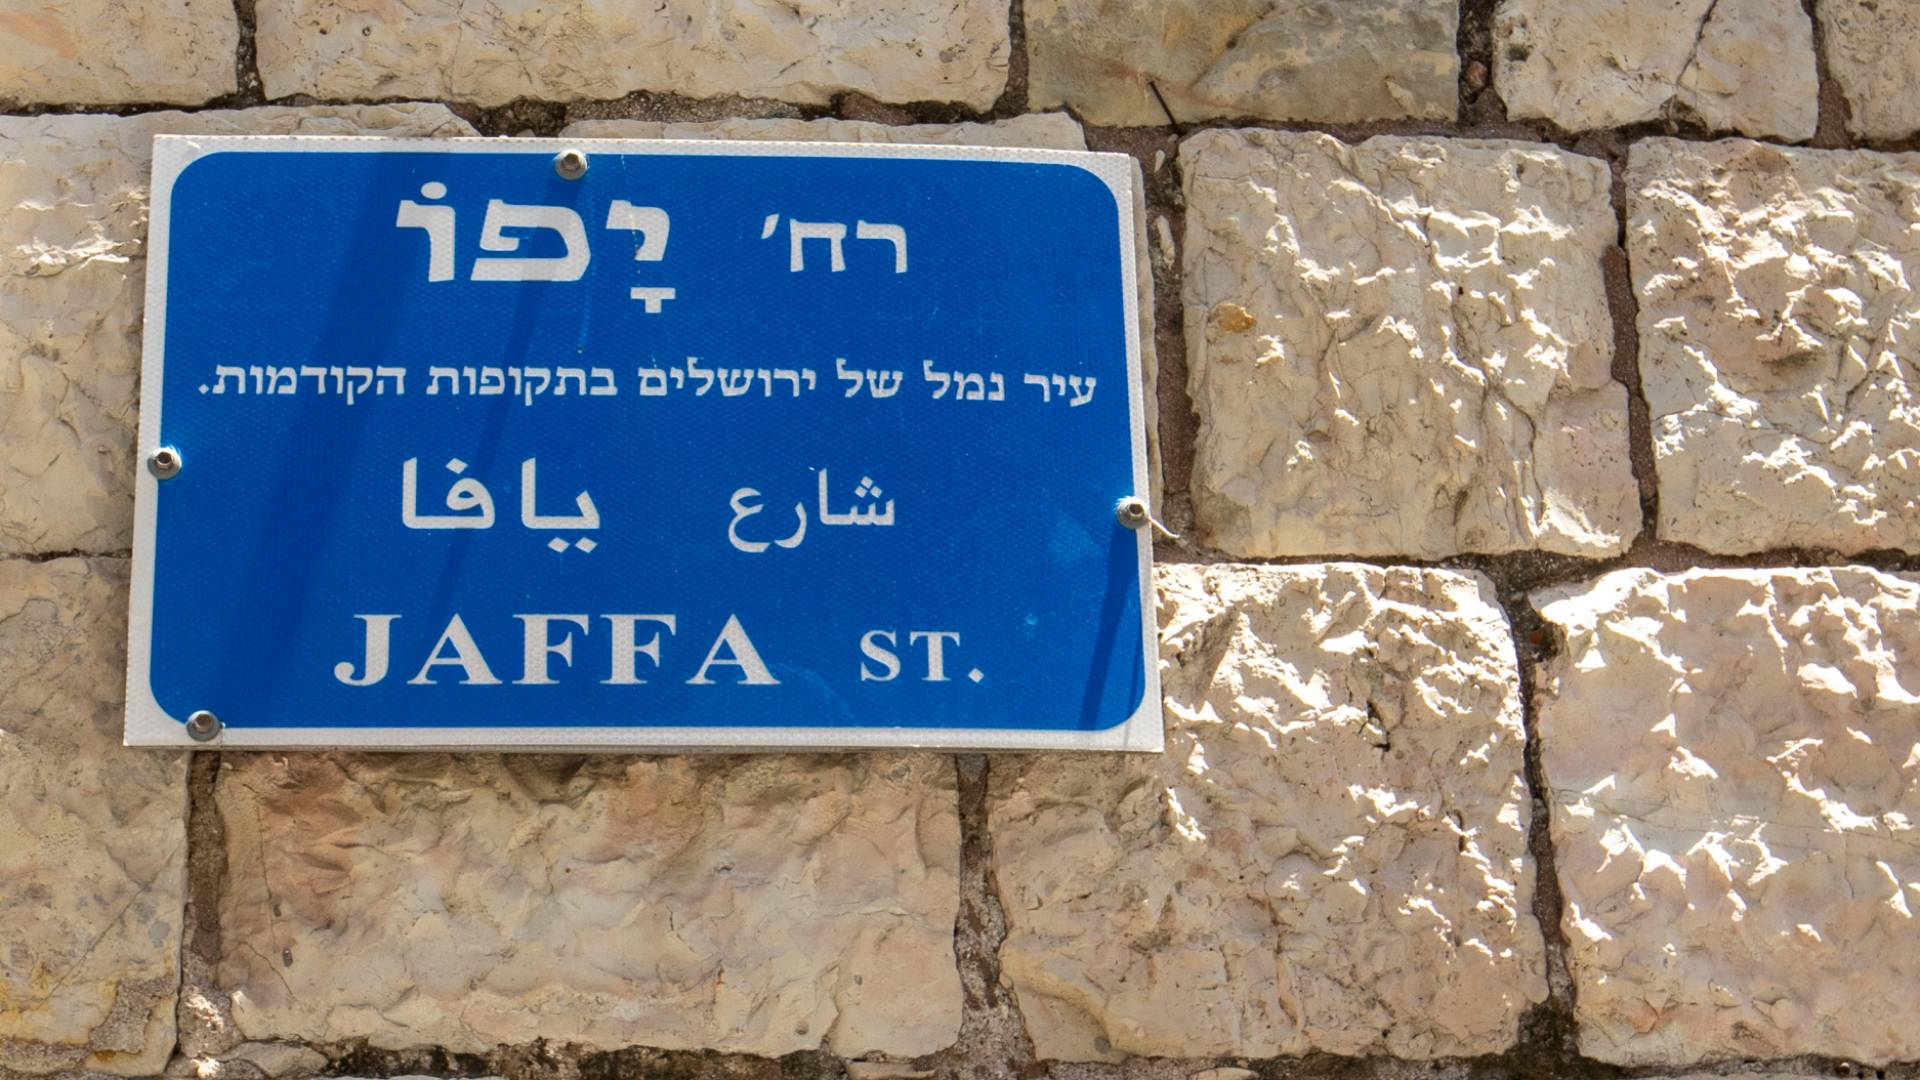 רח' יָפוֹ
עיר נמל של ירושלים בתקופות הקודמות.
شارع يافا
JAFFA ST.